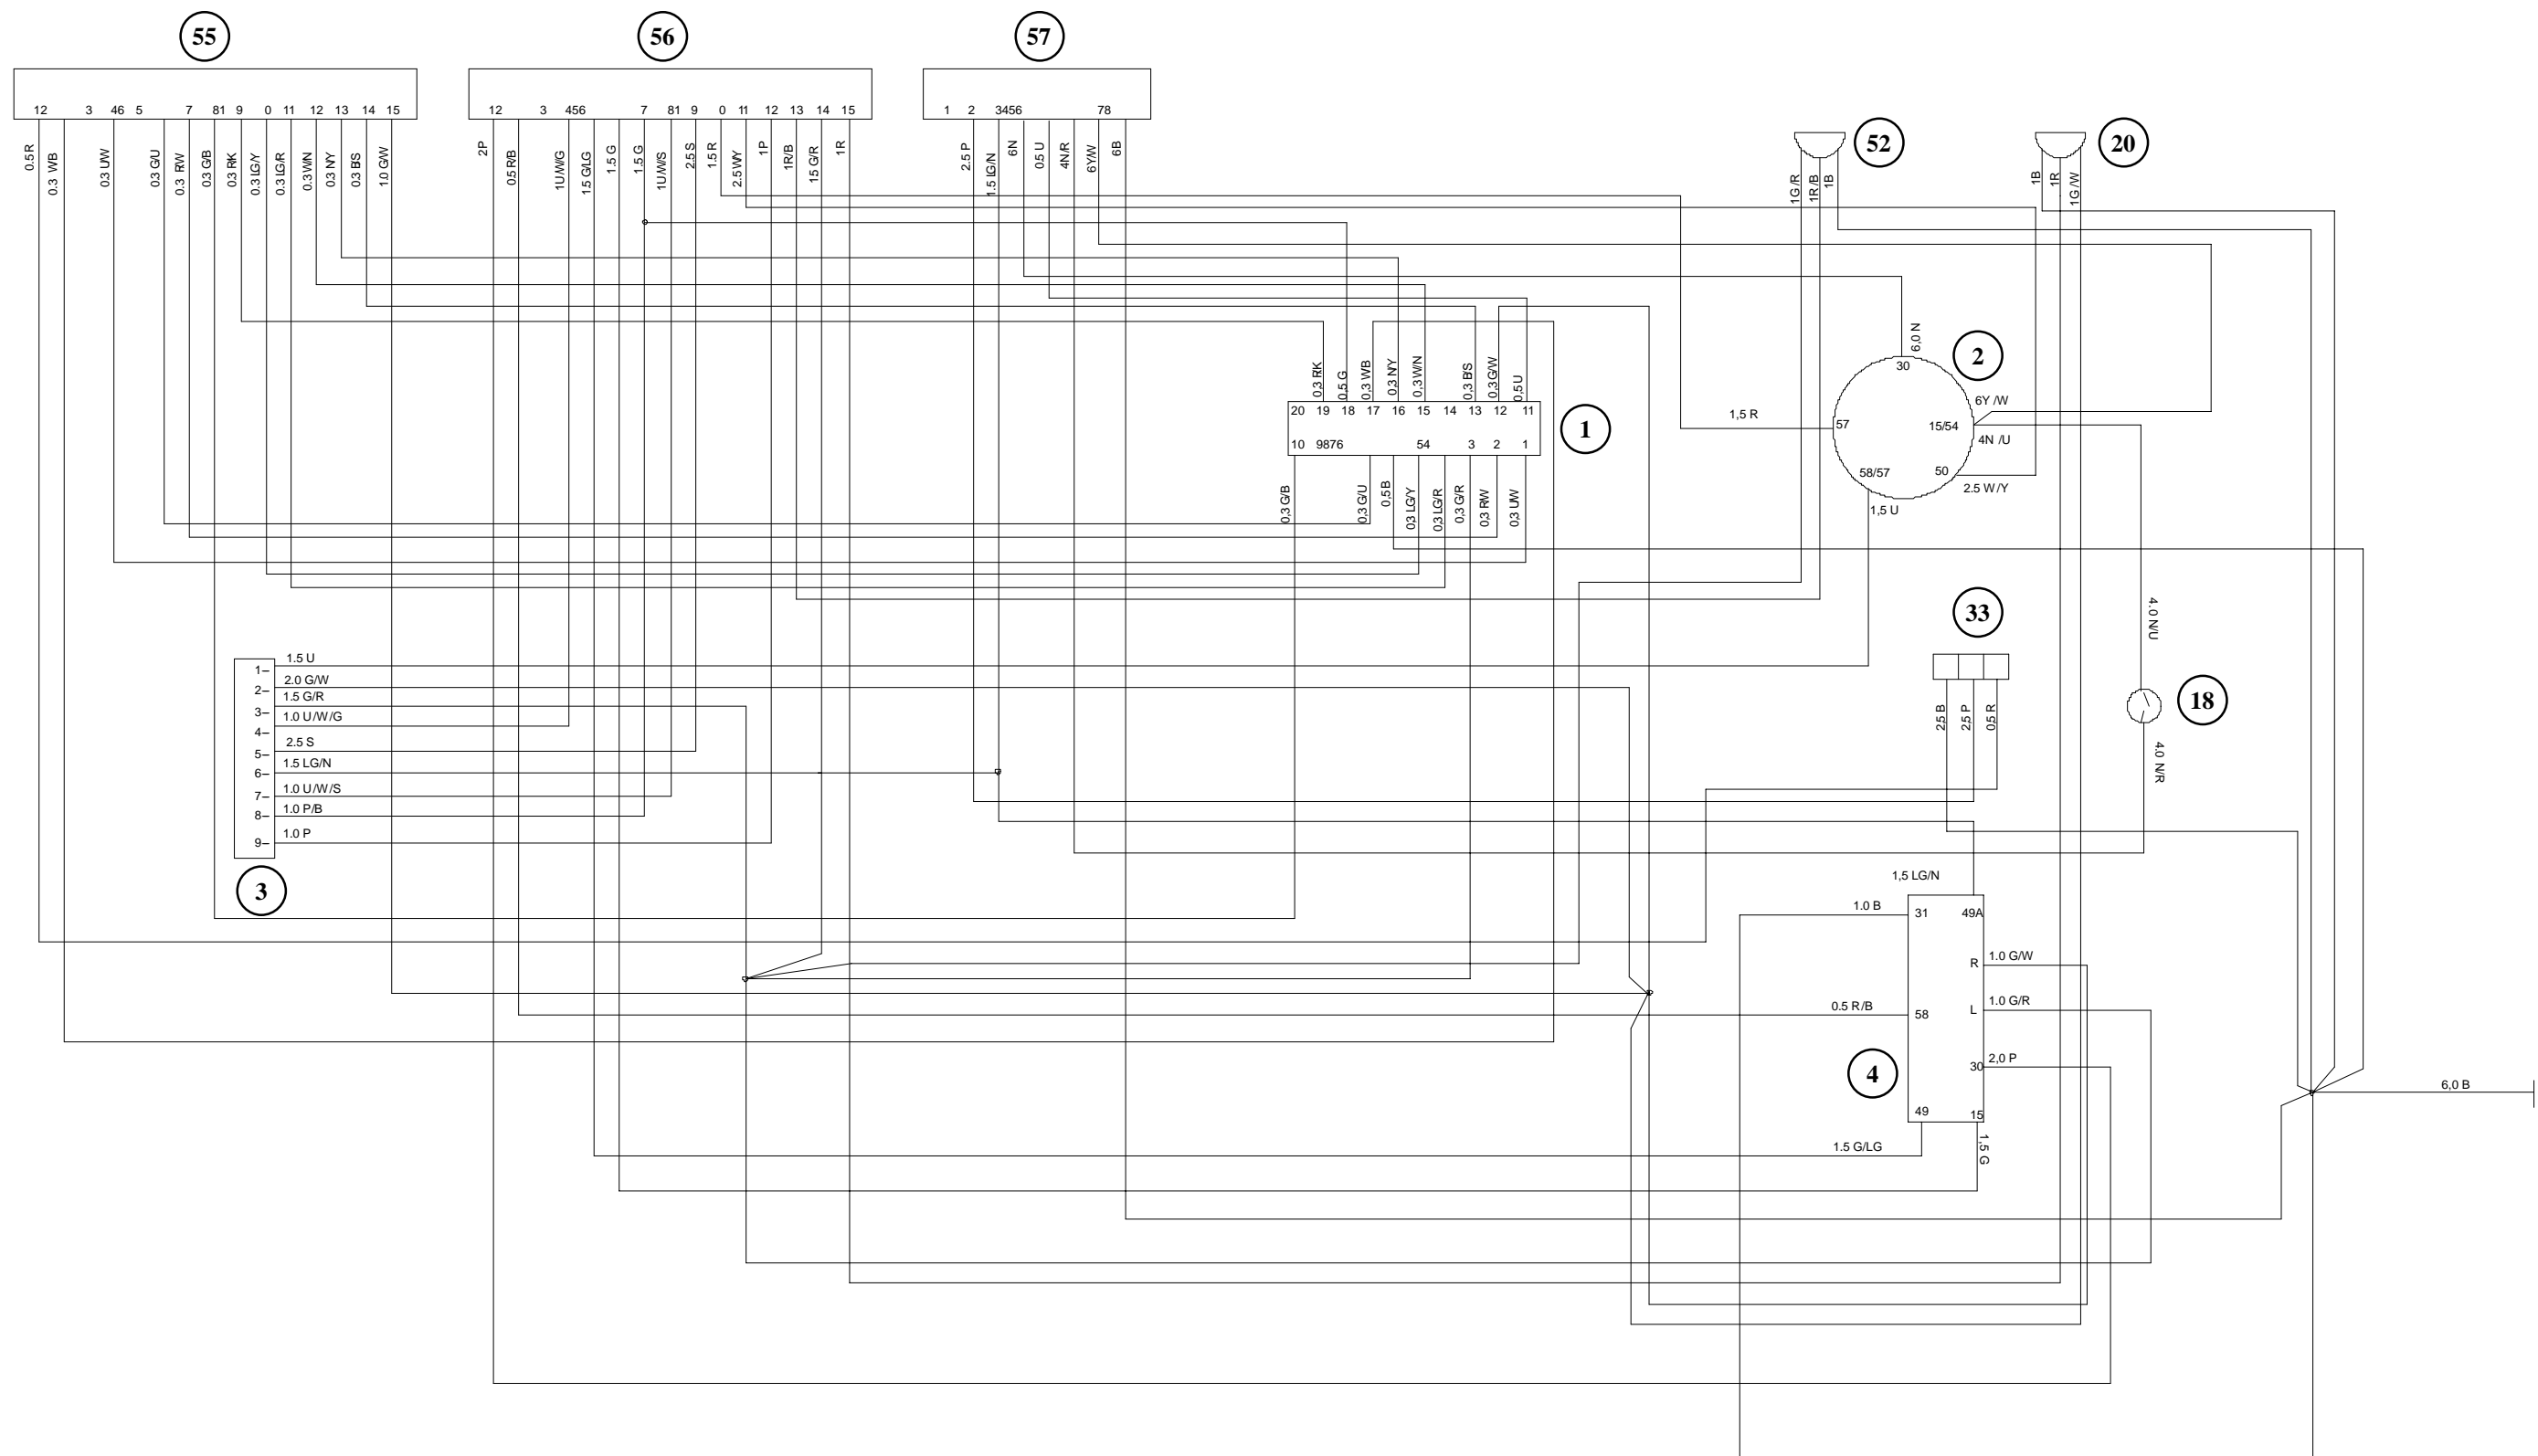 55 56 57
12 3 46 5 7 81 9 0 11 12 13 14 15
12 3 456 7 81 9 0 11 12 13 14 15
1 2 3456 78
0.5 R
0.3 WB
0.3 U/W
0.3 G/U
0.3 R/W
0.3 G/B
0.3 R/K
0.3 LG/Y
0.3 LG/R
0.3 W/N
0.3 N/Y
0.3 B/S
1.0 G/W
2P
0.5 R/B
1U/W/G
1.5 G/LG
1.5 G
1.5 G
1U/W/S
2.5 S
1.5 R
2.5 W/Y
1P
1R/B
15 G/R
1R
2.5 P
1.5 LG/N
6N
0.5 U
4N/R
6Y/W
6B
52
1G/R
1R/B
1B
20
1B
1R
1G/W
0,3 R/K
0,5 G
0,3 WB
0,3 N/Y
0,3 W/N
0,3 B/S
0,3 G/W
0,5 U
20 19 18 17 16 15 14 13 12 11
10 9876 54 3 2 1
1
0,3 G/B
0,3 G/U
0,5 B
0,3 LG/Y
0,3 LG/R
0,3 G/R
0,3 R/W
0,3 U/W
6,0 N
2
30
6Y /W
1,5 R
57
15/54
4N /U
58/57
50
2.5 W/Y
1,5 U
33
2,5 B
2,5 P
0,5 R
4.0 N/U
18
4.0 N/R
1– 1.5 U
2– 2.0 G/W
3– 1.5 G/R
4– 1.0 U/W/G
5– 2.5 S
6– 1.5 LG/N
7– 1.0 U/W/S
8– 1.0 P/B
9– 1.0 P
3
1,5 LG/N
1.0 B
31 49A
R 1.0 G/W
L 1.0 G/R
0.5 R/B
58
4
30 2,0 P
49 15
1.5 G/LG
1,5 G
6,0 B